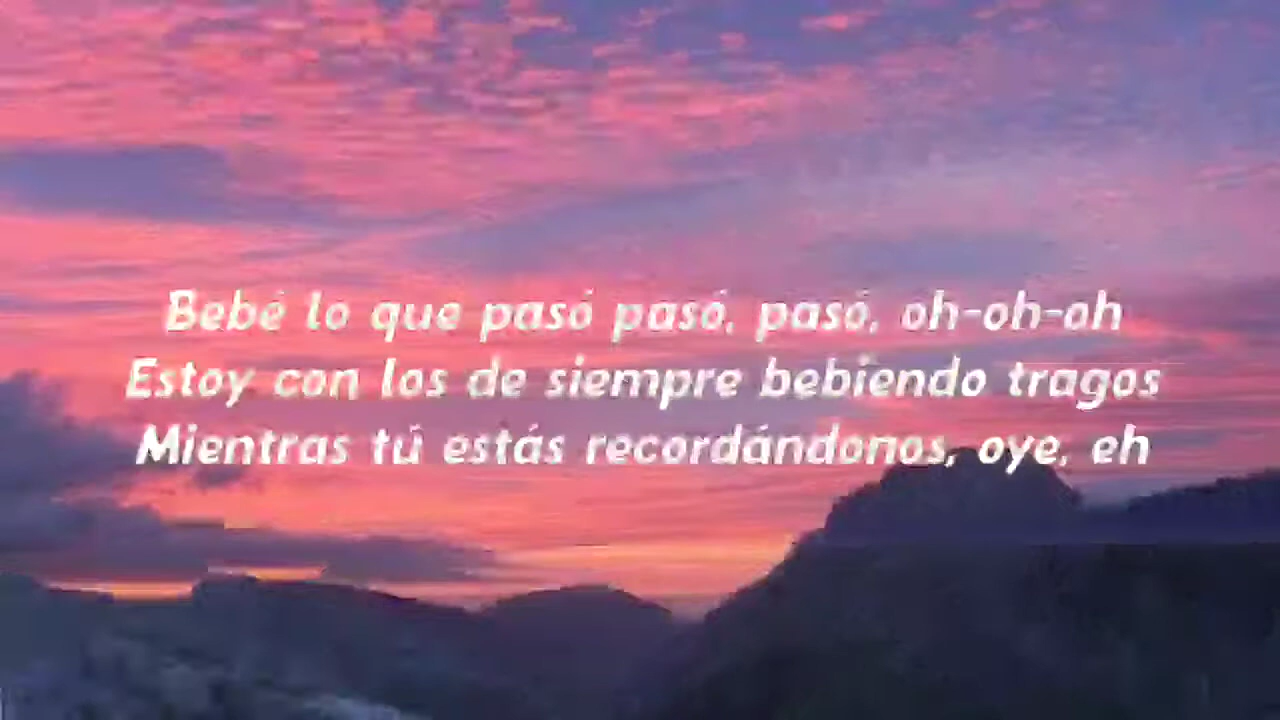 Bebé lo que pasó pasó, pasó, oh-oh-oh
Estoy con los de siempre bebiendo tragos
Mientras tú estás recordándonos, oye, eh